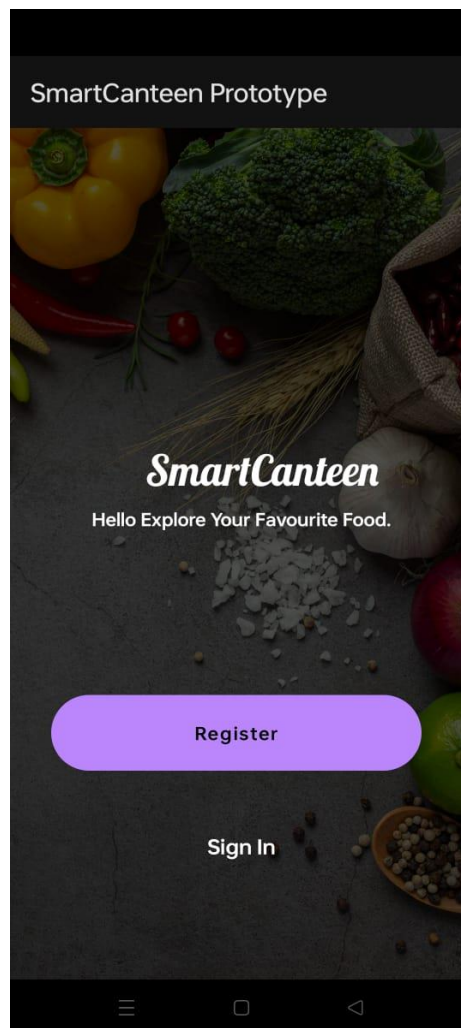 SmartCanteen Prototype
SmartCanteen
Hello Explore Your Favourite Food.
Register
Sign In